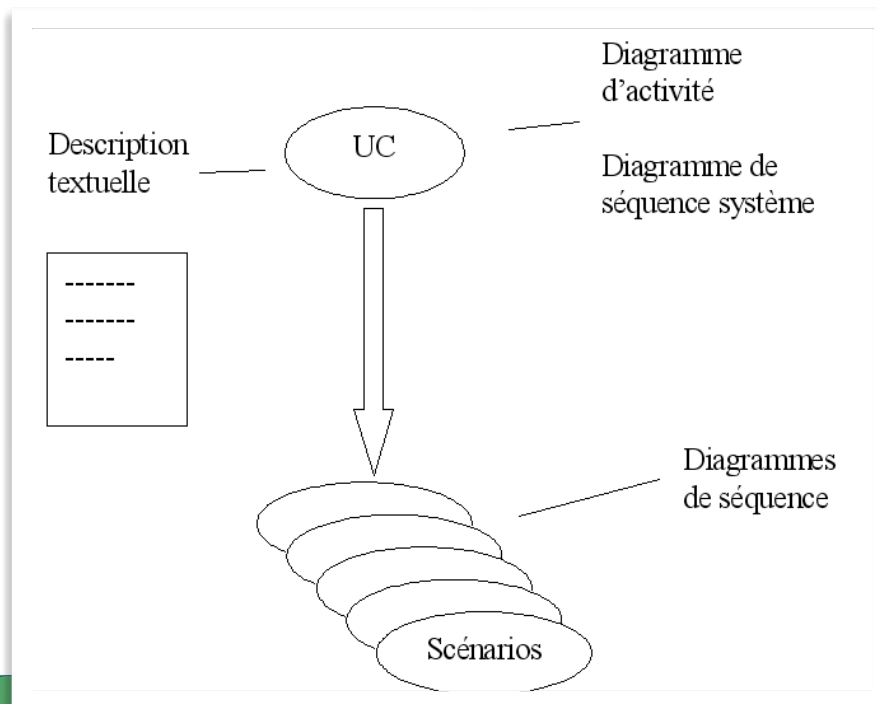 Diagramme
d'activité
UC
Description
textuelle
Diagramme de
séquence système
-------
-------
-----
Diagrammes
de séquence
Scénarios